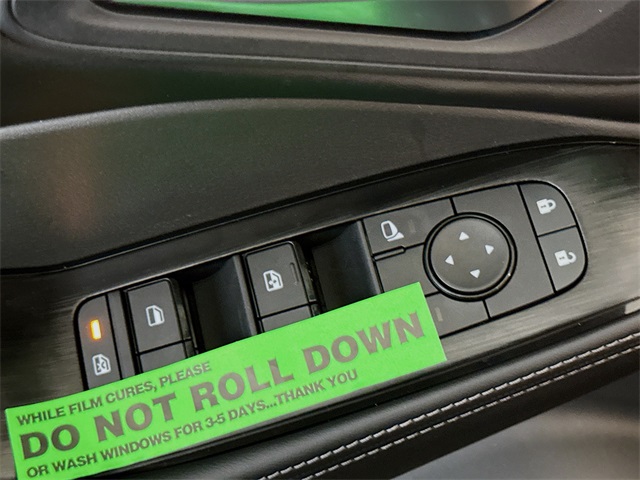 WHILE FILM CURES, PLEASE
DO NOT ROLL DOWN
OR WASH WINDOWS FOR 3-5 DAYS...THANK YOU